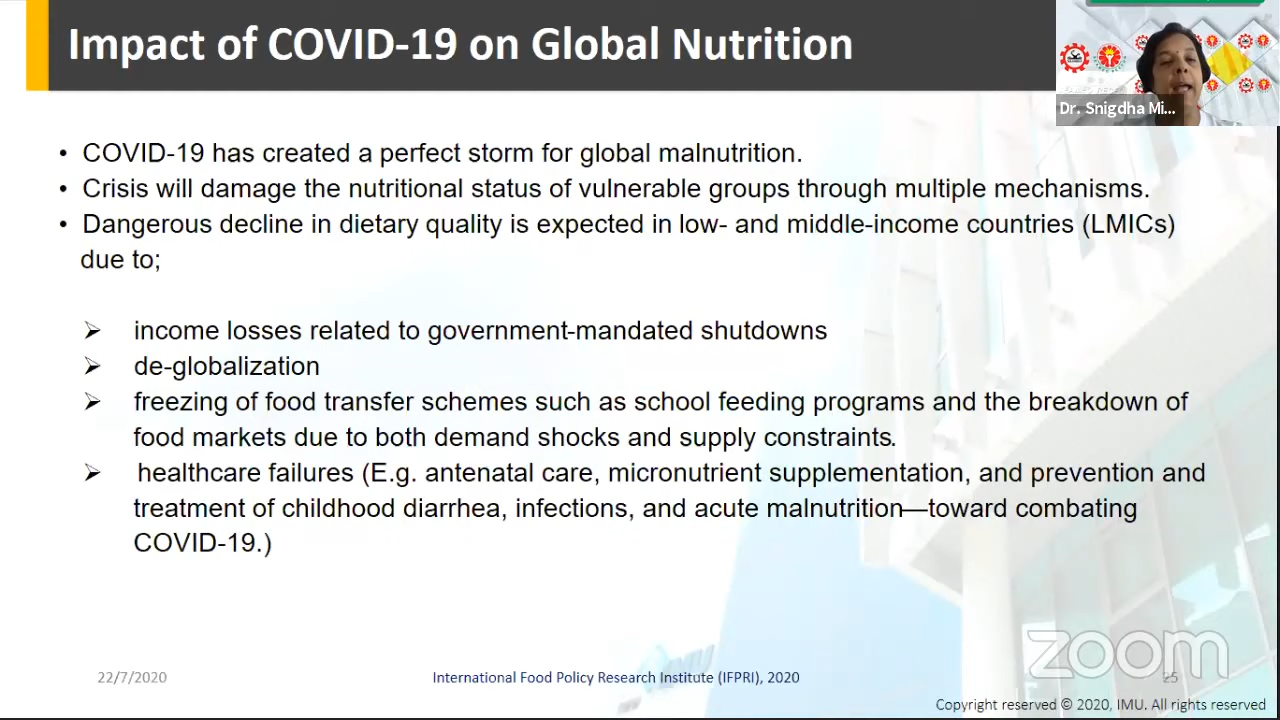 Impact of COVID-19 on Global Nutrition
Dr. Snigdha Mi...
• COVID-19 has created a perfect storm for global malnutrition.
• Crisis will damage the nutritional status of vulnerable groups through multiple mechanisms.
• Dangerous decline in dietary quality is expected in low- and middle-income countries (LMICs)
due to;
➢ income losses related to government-mandated shutdowns
➢ de-globalization
➢ freezing of food transfer schemes such as school feeding programs and the breakdown of
food markets due to both demand shocks and supply constraints.
➢ healthcare failures (E.g. antenatal care, micronutrient supplementation, and prevention and
treatment of childhood diarrhea, infections, and acute malnutrition—toward combating
COVID-19.)
zoom
22/7/2020
International Food Policy Research Institute (IFPRI), 2020
25
Copyright reserved © 2020, IMU. All rights reserved